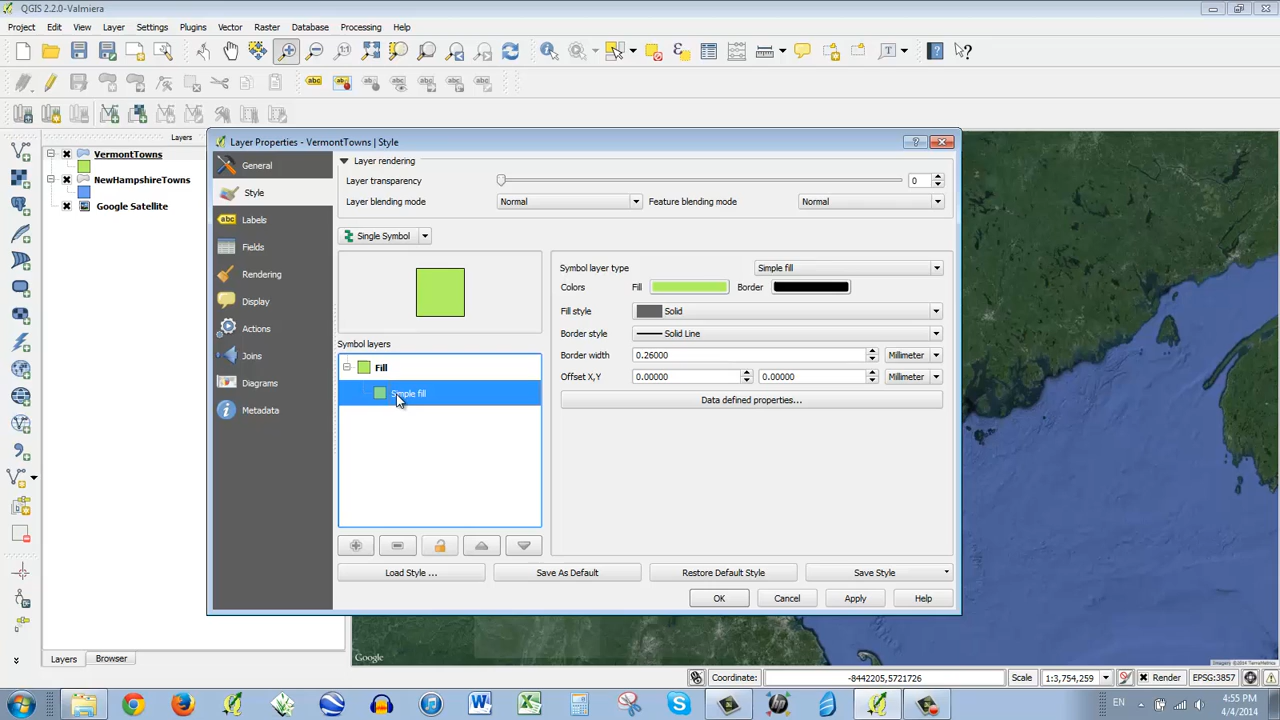 QGIS 2.2.0-Valmiera
Project Edit View Layer Settings Plugins Vector Raster Database Processing Help
Layers
VermontTowns
NewHampshireTowns
Google Satellite
Layer Properties - VermontTowns | Style
General
Style
Labels
Fields
Rendering
Display
Actions
Joins
Diagrams
Metadata
Layer rendering
Layer transparency 0
Layer blending mode Normal Feature blending mode Normal
Single Symbol
Symbol layers
Fill
Simple fill
Symbol layer type Simple fill
Colors Fill Border
Fill style Solid
Border style Solid Line
Border width 0.26000 Millimeter
Offset X,Y 0.00000 0.00000 Millimeter
Data defined properties...
Load Style ... Save As Default Restore Default Style Save Style
OK Cancel Apply Help
Google
Layers Browser
Coordinate: -8442205,5721726 Scale 1:3,754,259 Render EPSG:3857
EN 4:55 PM
4/4/2014